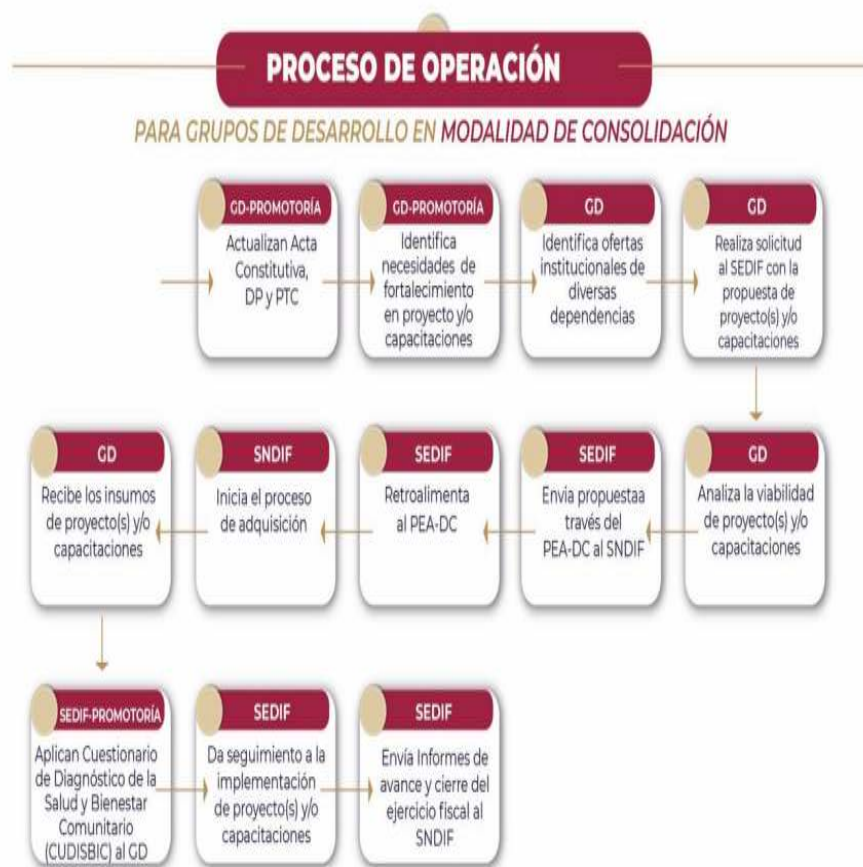 PROCESO DE OPERACIÓN
PARA GRUPOS DE DESARROLLO EN MODALIDAD DE CONSOLIDACIÓN
GD-PROMOTORÍA
Actualizan Acta
Constitutiva,
DP y PTC
GD-PROMOTORÍA
Identifica
necesidades de
fortalecimiento
en proyecto y/o
capacitaciones
GD
Identifica ofertas
institucionales de
diversas
dependencias
GD
Realiza solicitud
al SEDIF con la
propuesta de
proyecto(s) y/o
capacitaciones
GD
Analiza la viabilidad
de proyecto(s) y/o
capacitaciones
SEDIF
Envia propuestaa
través del
PEA-DC al SNDIF
SEDIF
Retroalimenta
al PEA-DC
SNDIF
Inicia el proceso
de adquisición
GD
Recibe los insumos
de proyecto(s) y/o
capacitaciones
SEDIF-PROMOTORÍA
Aplican Cuestionario
de Diagnóstico de la
Salud y Bienestar
Comunitario
(CUDISBIC) al GD
SEDIF
Da seguimiento a la
implementación
de proyecto(s) y/o
capacitaciones
SEDIF
Envía Informes de
avance y cierre del
ejercicio fiscal al
SNDIF